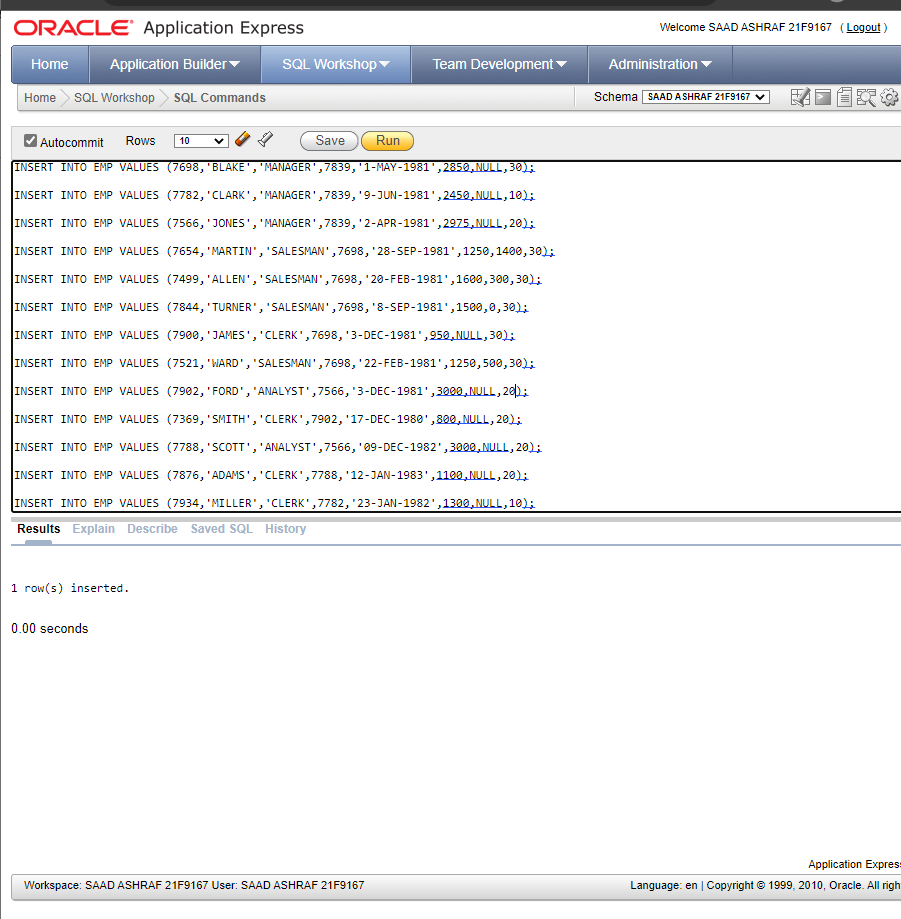 ORACLE® Application Express
Welcome SAAD ASHRAF 21F9167 ( Logout )
Home Application Builder SQL Workshop Team Development Administration
Home SQL Workshop SQL Commands Schema SAAD ASHRAF 21F9167
Autocommit Rows 10 Save Run
INSERT INTO EMP VALUES (7698,'BLAKE','MANAGER',7839,'1-MAY-1981',2850,NULL,30);
INSERT INTO EMP VALUES (7782,'CLARK','MANAGER',7839,'9-JUN-1981',2450,NULL,10);
INSERT INTO EMP VALUES (7566,'JONES','MANAGER',7839,'2-APR-1981',2975,NULL,20);
INSERT INTO EMP VALUES (7654,'MARTIN','SALESMAN',7698,'28-SEP-1981',1250,1400,30);
INSERT INTO EMP VALUES (7499,'ALLEN','SALESMAN',7698,'20-FEB-1981',1600,300,30);
INSERT INTO EMP VALUES (7844,'TURNER','SALESMAN',7698,'8-SEP-1981',1500,0,30);
INSERT INTO EMP VALUES (7900,'JAMES','CLERK',7698,'3-DEC-1981',950,NULL,30);
INSERT INTO EMP VALUES (7521,'WARD','SALESMAN',7698,'22-FEB-1981',1250,500,30);
INSERT INTO EMP VALUES (7902,'FORD','ANALYST',7566,'3-DEC-1981',3000,NULL,20);
INSERT INTO EMP VALUES (7369,'SMITH','CLERK',7902,'17-DEC-1980',800,NULL,20);
INSERT INTO EMP VALUES (7788,'SCOTT','ANALYST',7566,'09-DEC-1982',3000,NULL,20);
INSERT INTO EMP VALUES (7876,'ADAMS','CLERK',7788,'12-JAN-1983',1100,NULL,20);
INSERT INTO EMP VALUES (7934,'MILLER','CLERK',7782,'23-JAN-1982',1300,NULL,10);
Results Explain Describe Saved SQL History
1 row(s) inserted.
0.00 seconds
Application Expres
Workspace: SAAD ASHRAF 21F9167 User: SAAD ASHRAF 21F9167
Language: en | Copyright © 1999, 2010, Oracle. All righ